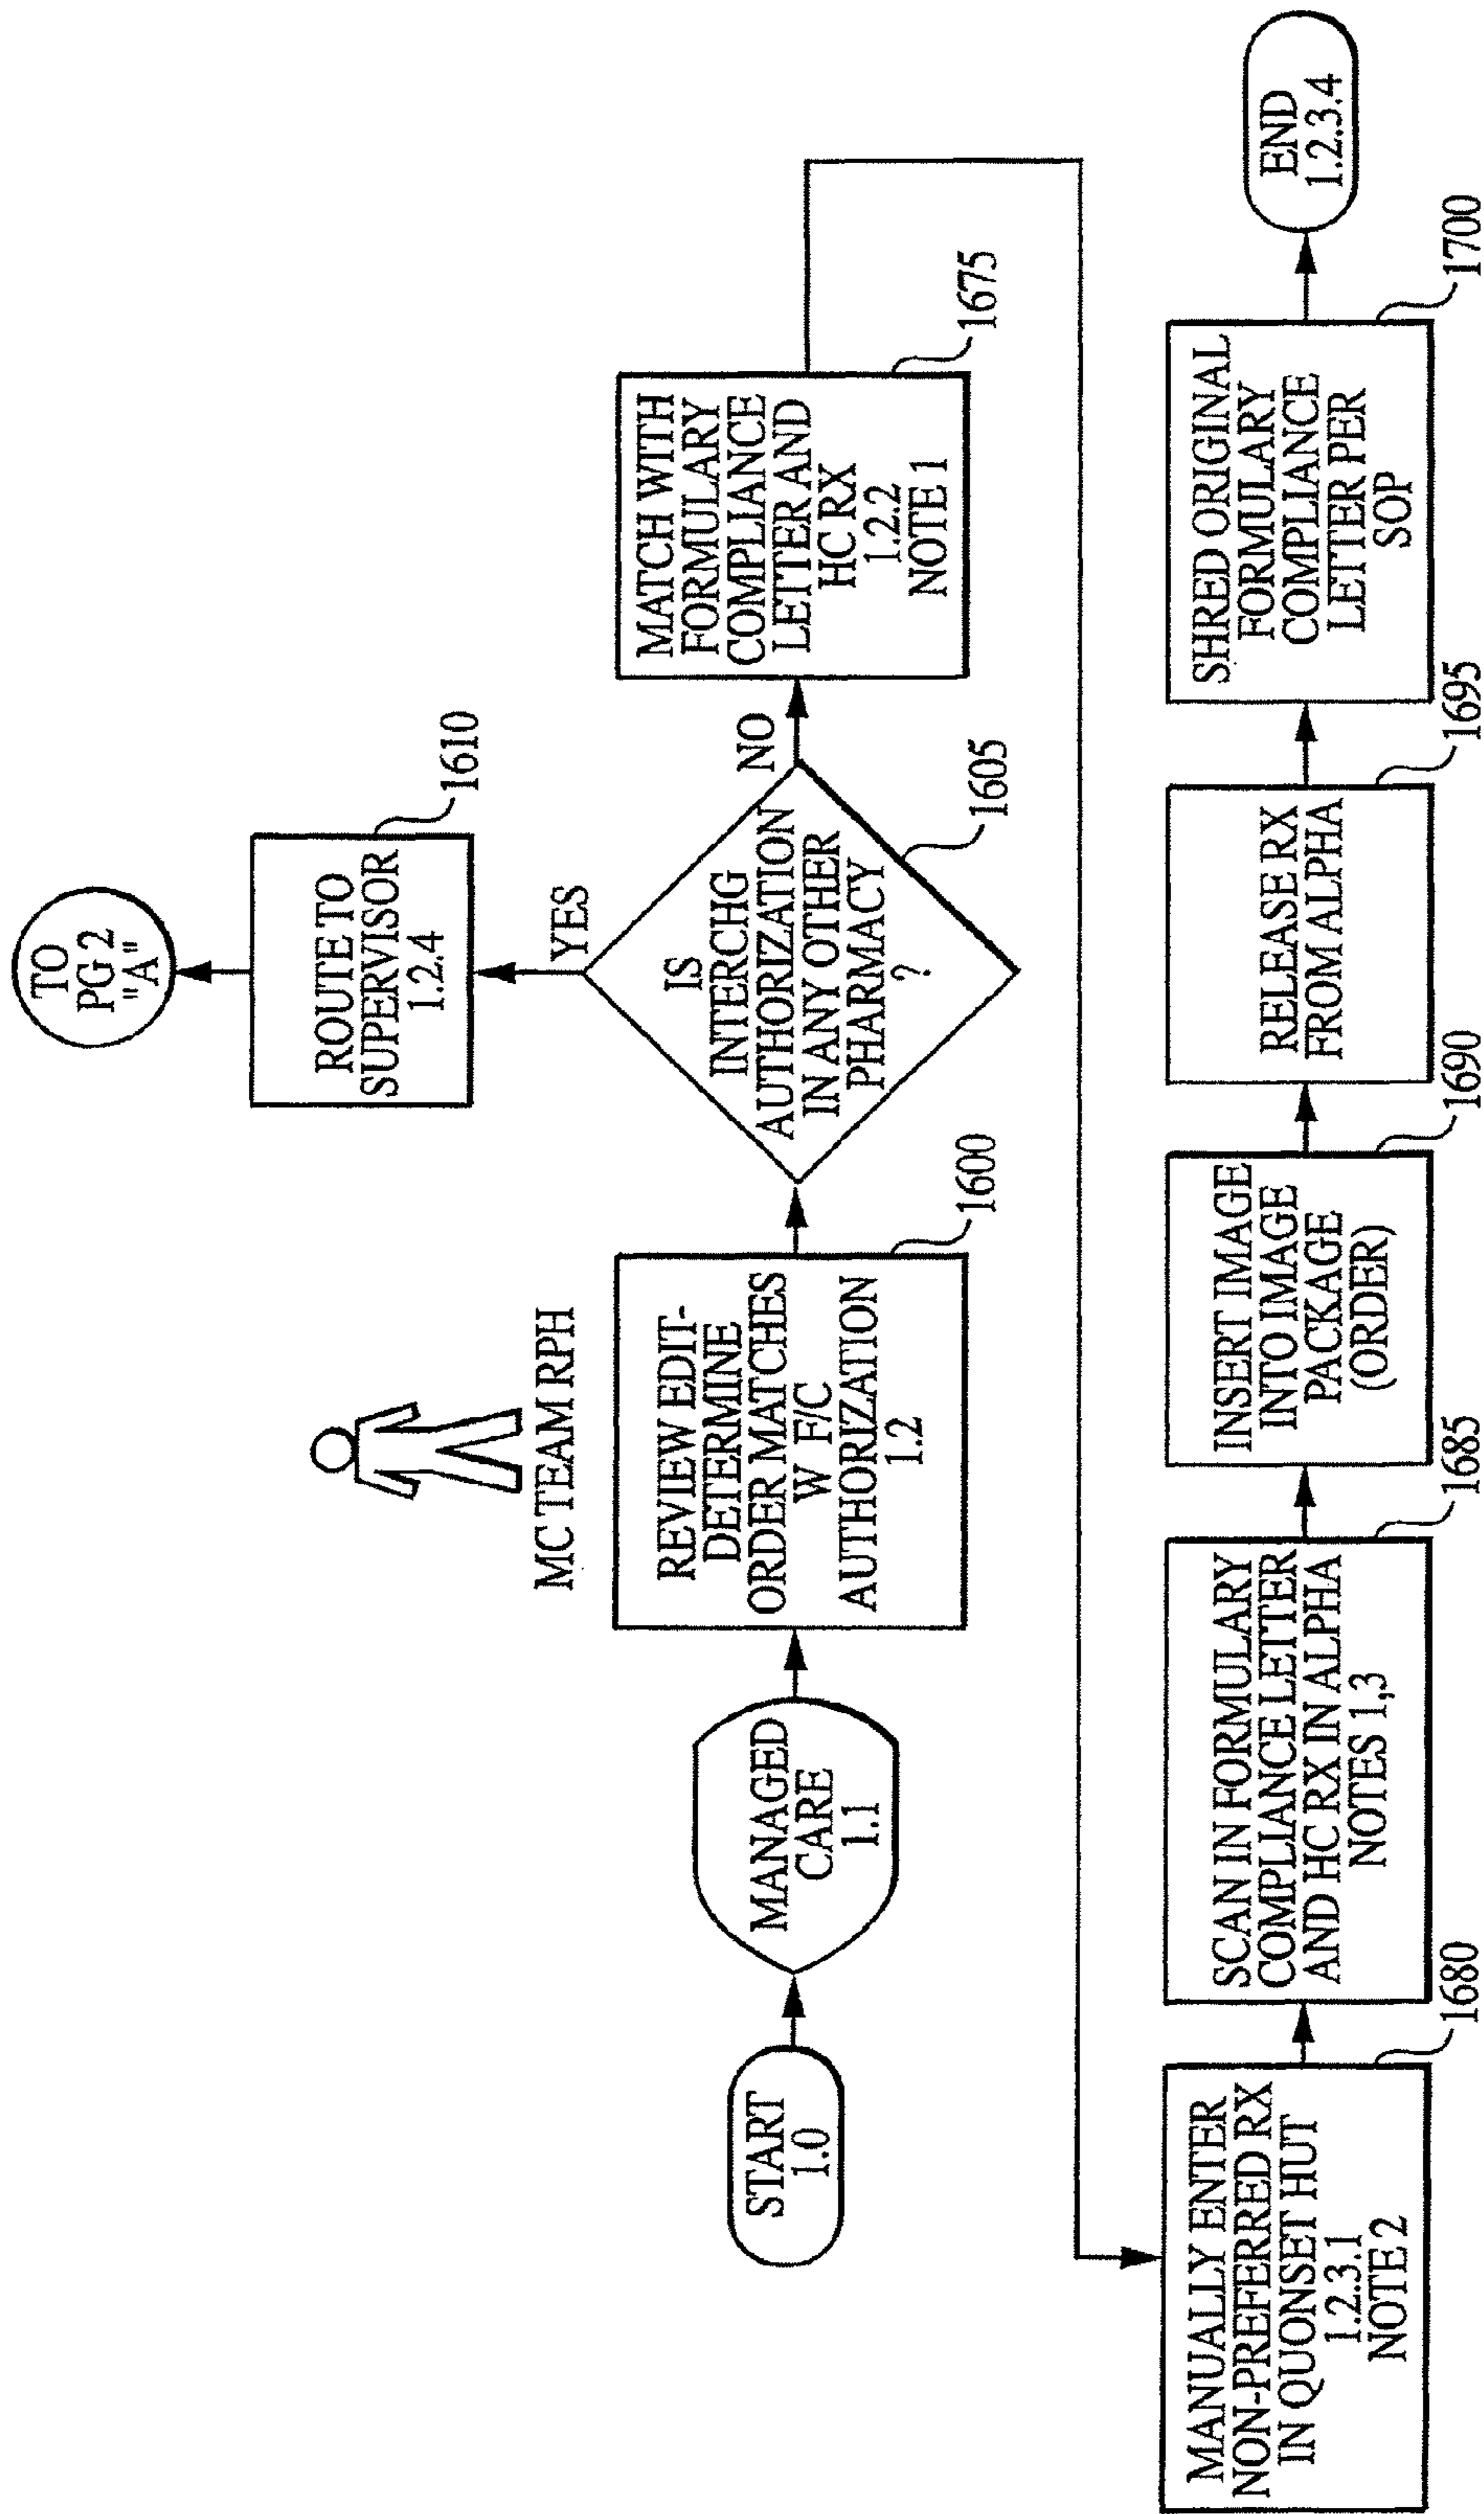 TO
PG 2
"A"
ROUTE TO
SUPERVISOR
1.2.4
1610
YES
MC TEAM RPH
START
1.0
MANAGED
CARE
1.1
REVIEW EDIT-
DETERMINE
ORDER MATCHES
W F/C
AUTHORIZATION
1.2
1600
IS
INTERCHG
AUTHORIZATION
IN ANY OTHER
PHARMACY
?
1605
NO
MATCH WITH
FORMULARY
COMPLIANCE
LETTER AND
HC RX
1.2.2
NOTE 1
1675
MANUALLY ENTER
NON-PREFERRED RX
IN QUONSET HUT
1.2.3.1
NOTE 2
1680
SCAN IN FORMULARY
COMPLIANCE LETTER
AND HC RX IN ALPHA
NOTES 1,3
1685
INSERT IMAGE
INTO IMAGE
PACKAGE
(ORDER)
1690
RELEASE RX
FROM ALPHA
1695
SHRED ORIGINAL
FORMULARY
COMPLIANCE
LETTER PER
SOP
1700
END
1.2.3.4